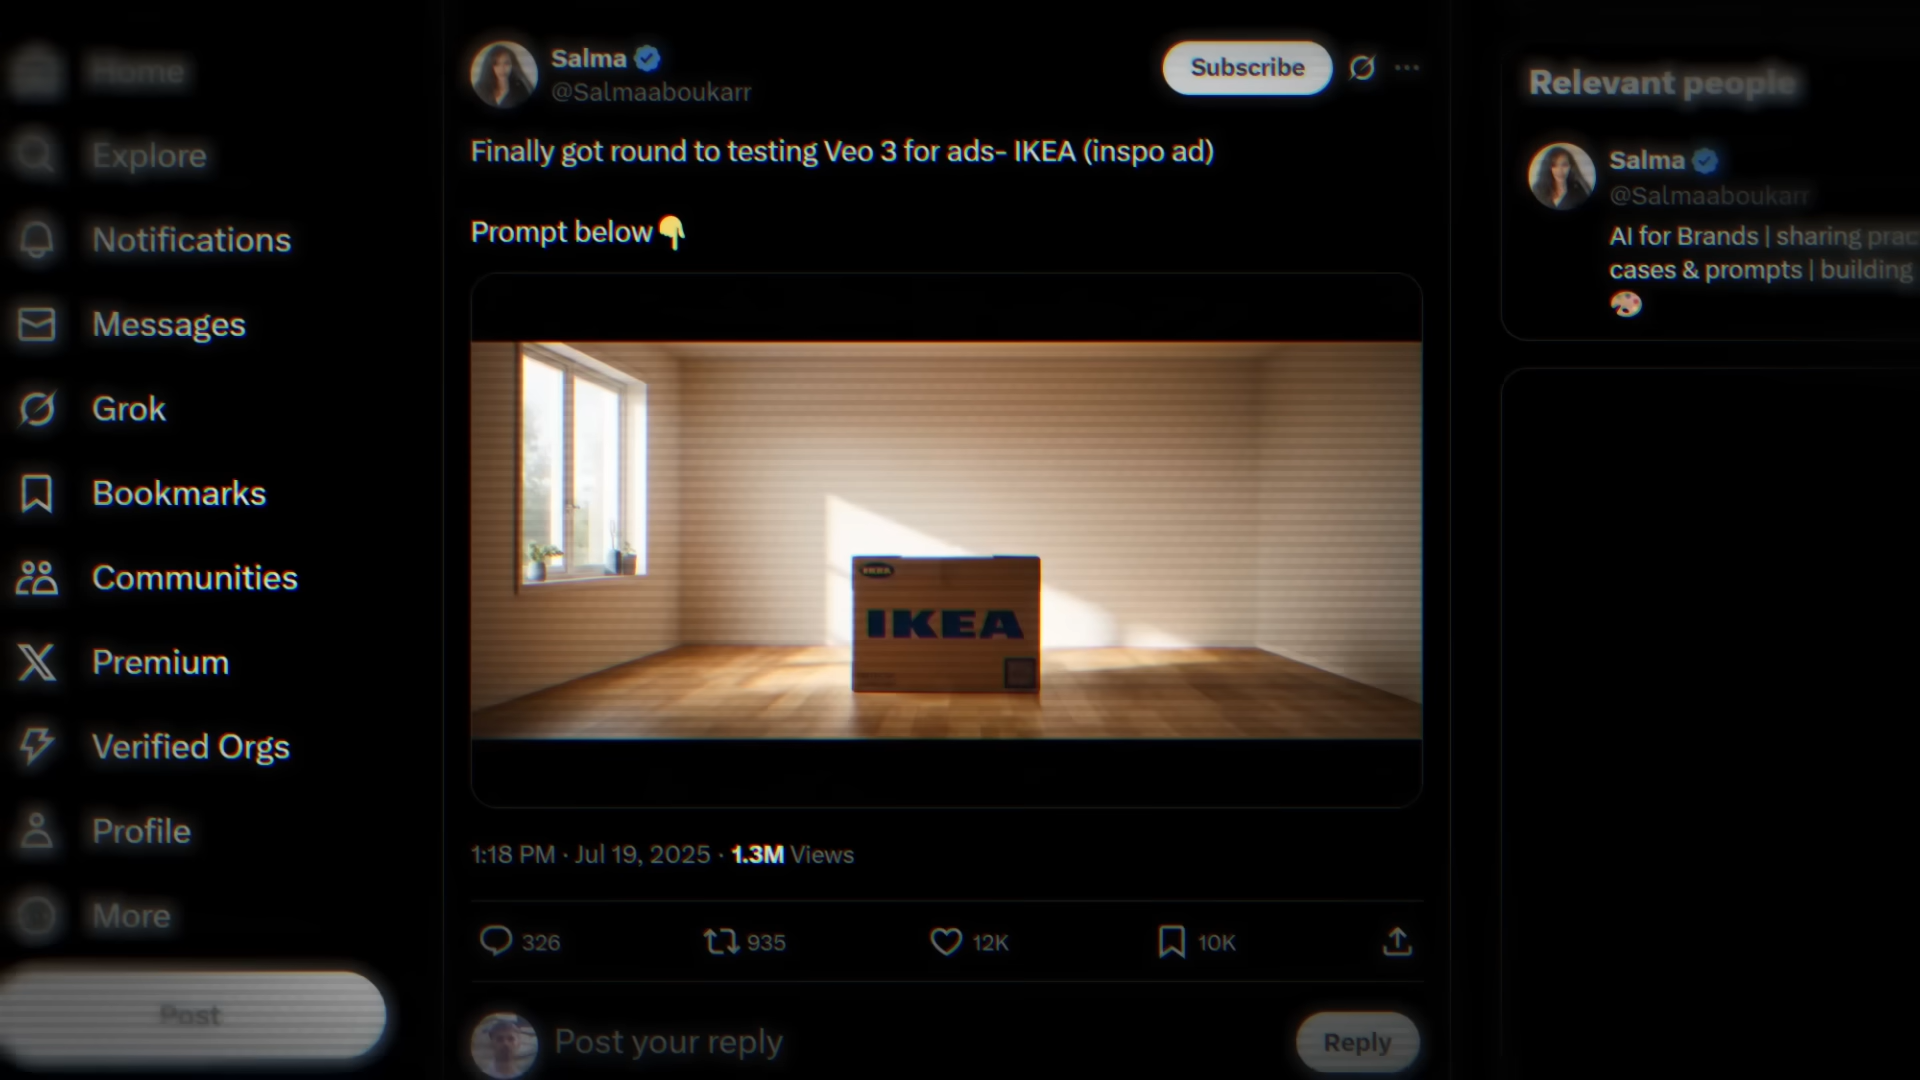 Home
Explore
Notifications
Messages
Grok
Bookmarks
Communities
Premium
Verified Orgs
Profile
More
Post
Salma
@Salmaaboukarr
Subscribe
Finally got round to testing Veo 3 for ads- IKEA (inspo ad)
Prompt below👇
IKEA
IKEA
1:18 PM · Jul 19, 2025 · 1.3M Views
326
935
12K
10K
Post your reply
Reply
Relevant people
Salma
@Salmaaboukarr
AI for Brands | sharing
cases & prompts | building
🎨